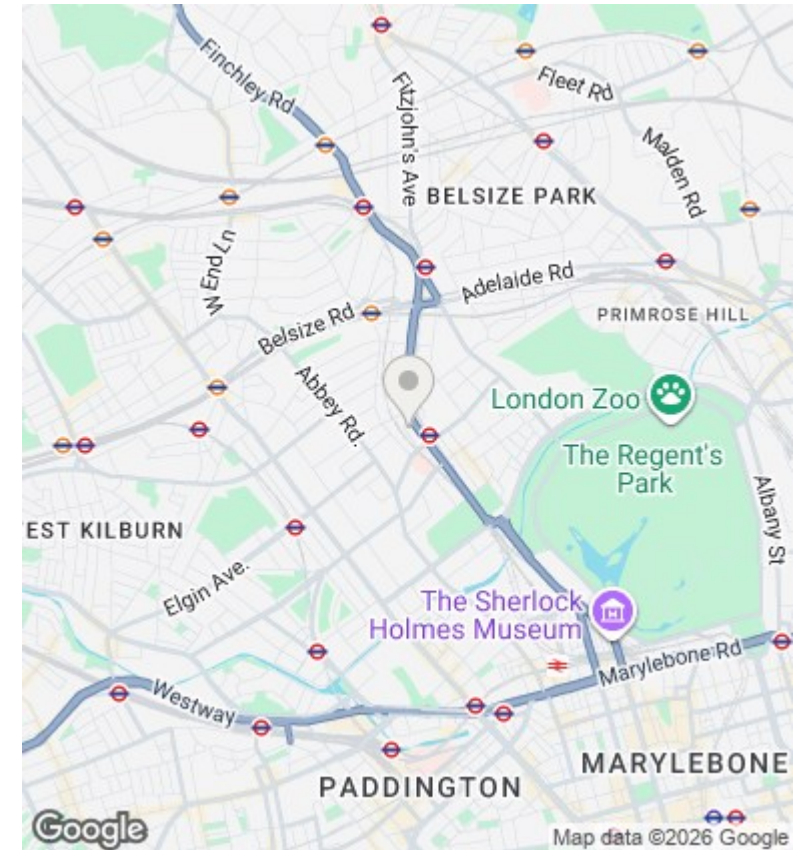 Finchley Rd
Fitzjohn's Ave
Fleet Rd
Malden Rd
BELSIZE PARK
W End Ln
Adelaide Rd
Belsize Rd
PRIMROSE HILL
Abbey Rd.
London Zoo
The Regent's
Park
Albany St
EST KILBURN
Elgin Ave.
The Sherlock
Holmes Museum
Marylebone Rd
Westway
MARYLEBONE
PADDINGTON
Google
Map data ©2026 Google